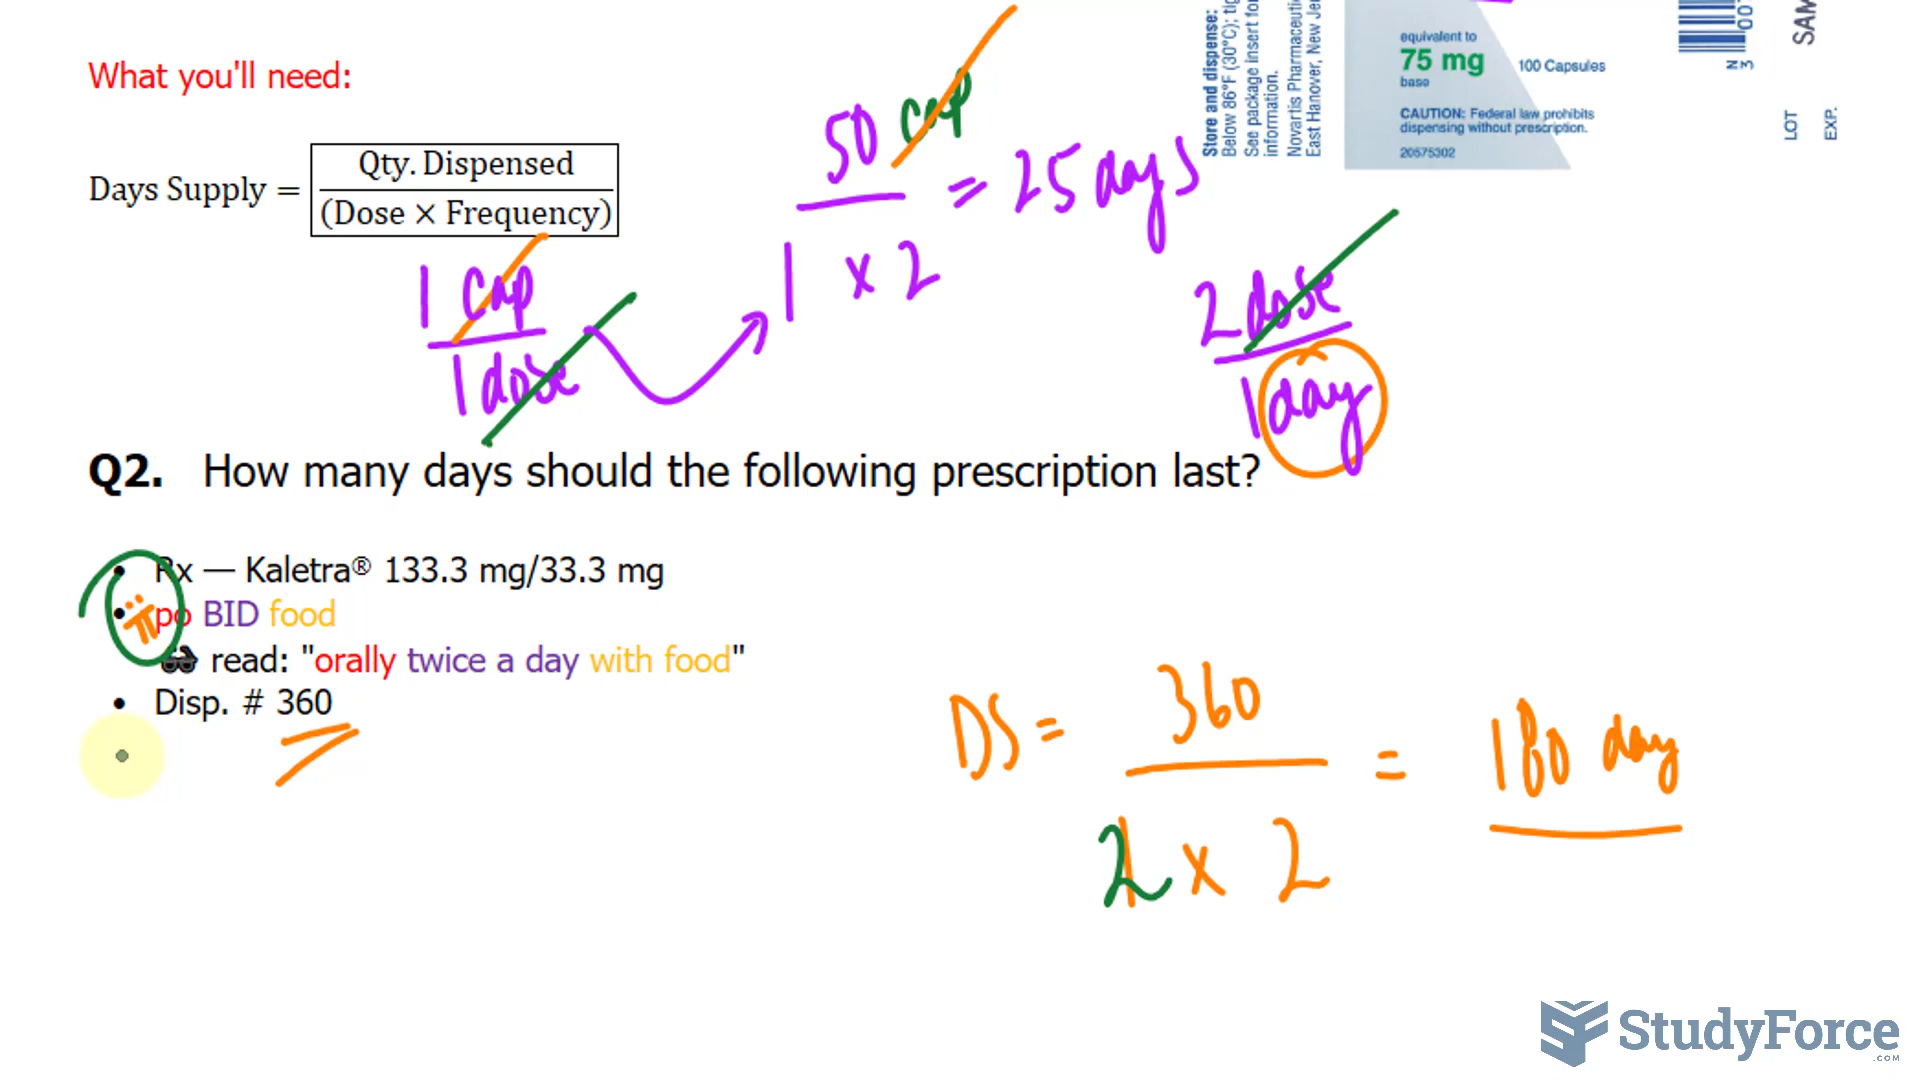 What you'll need:
Days Supply = Qty. Dispensed
(Dose × Frequency)
1 cap
1 dose
50 cap
1 x 2
= 25 days
2 dose
1 day
Store and dispense:
Below 86°F (30°C);
See package insert for
information.
Novartis
East Hanover, New
equivalent to
75 mg
base
100 Capsules
CAUTION: Federal law prohibits
dispensing without prescription.
20575302
N
3
LOT
EXP.
Q2. How many days should the following prescription last?
• Rx — Kaletra® 133.3 mg/33.3 mg
• po BID food
read: "orally twice a day with food"
• Disp. # 360
DS = 360
2 x 2
= 180 day
StudyForce
.COM